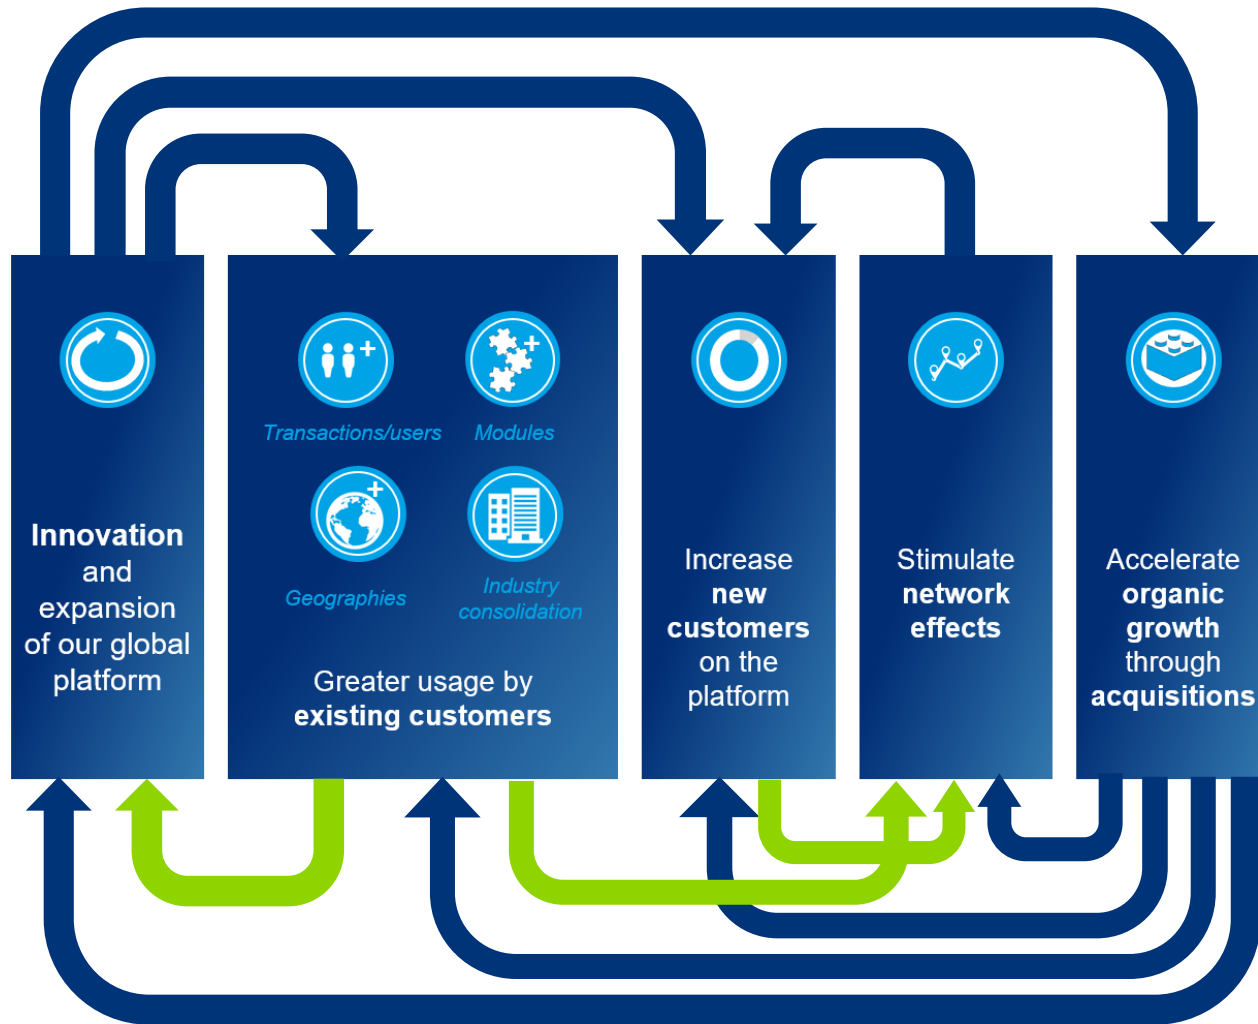 Innovation
and
expansion
of our global
platform
Transactions/users
Modules
Geographies
Industry
consolidation
Greater usage by
existing customers
Increase
new
customers
on the
platform
Stimulate
network
effects
Accelerate
organic
growth
through
acquisitions